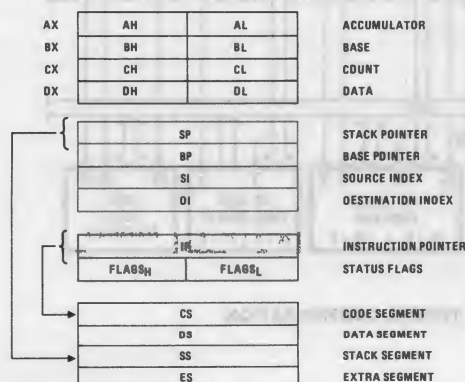 AX AH AL ACCUMULATOR
BX BH BL BASE
CX CH CL COUNT
DX DH DL DATA
SP STACK POINTER
BP BASE POINTER
SI SOURCE INDEX
DI DESTINATION INDEX
IP INSTRUCTION POINTER
FLAGSH FLAGSL STATUS FLAGS
CS CODE SEGMENT
DS DATA SEGMENT
SS STACK SEGMENT
ES EXTRA SEGMENT